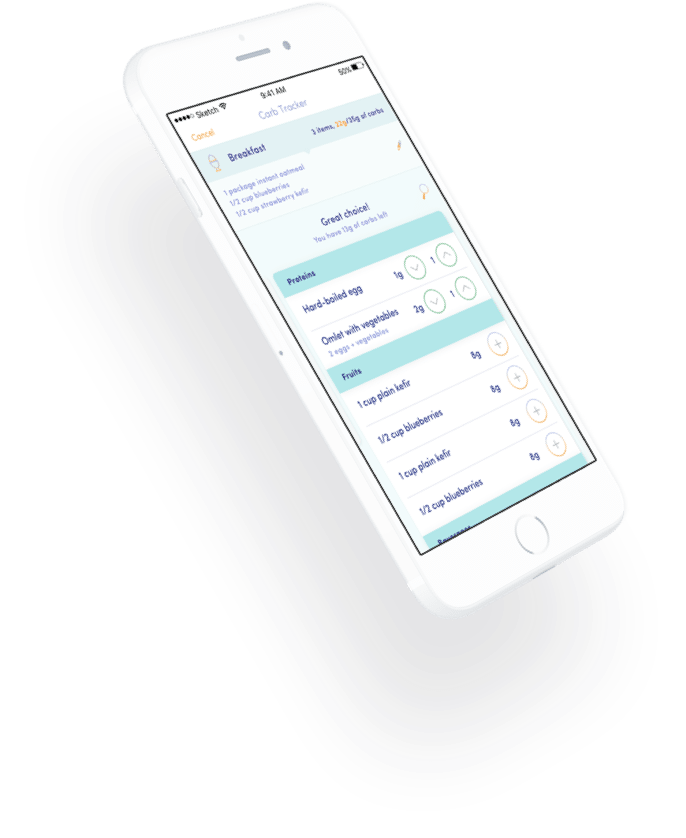 Sketch 9:41 AM 50%
Cancel Carb Tracker
Breakfast 3 items, 22g/35g of carbs
1 package instant oatmeal
1/2 cup blueberries
1/2 cup strawberry kefir
Great choice!
You have 13g of carbs left
Proteins
Hard-boiled egg 1g 1
Omlet with vegetables 2g 1
2 eggs + vegetables
Fruits
1 cup plain kefir 8g
1/2 cup blueberries 8g
1 cup plain kefir 8g
1/2 cup blueberries 8g